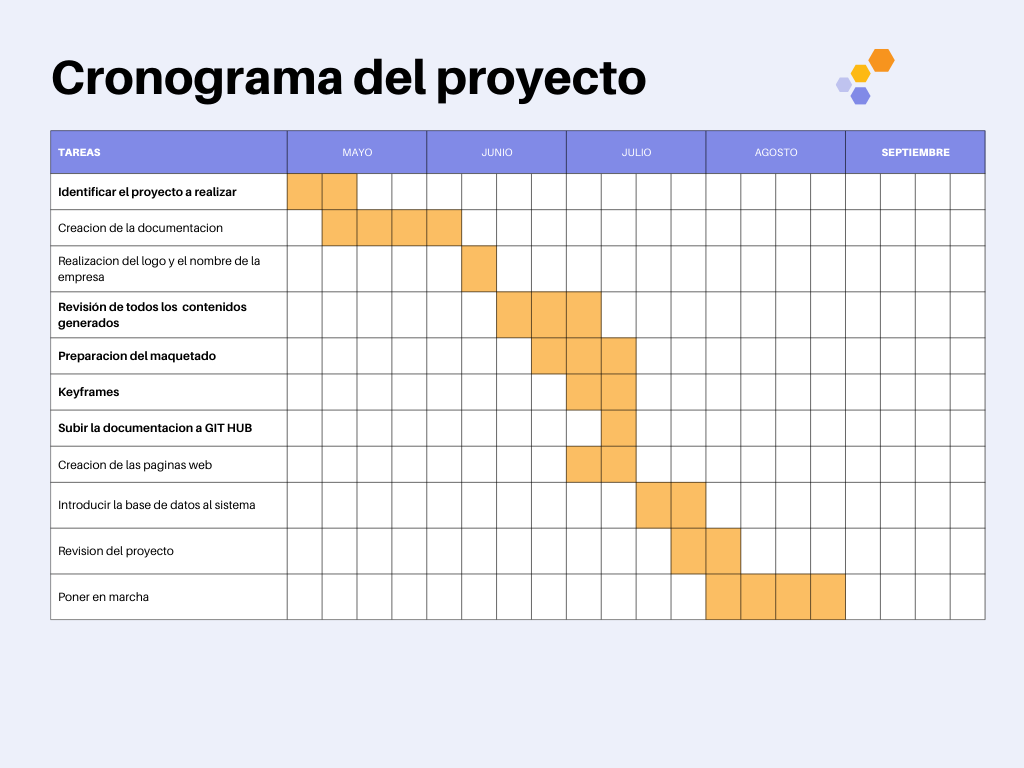 Cronograma del proyecto
TAREAS MAYO JUNIO JULIO AGOSTO SEPTIEMBRE
Identificar el proyecto a realizar
Creacion de la documentacion
Realizacion del logo y el nombre de la
empresa
Revisión de todos los contenidos
generados
Preparacion del maquetado
Keyframes
Subir la documentacion a GIT HUB
Creacion de las paginas web
Introducir la base de datos al sistema
Revision del proyecto
Poner en marcha